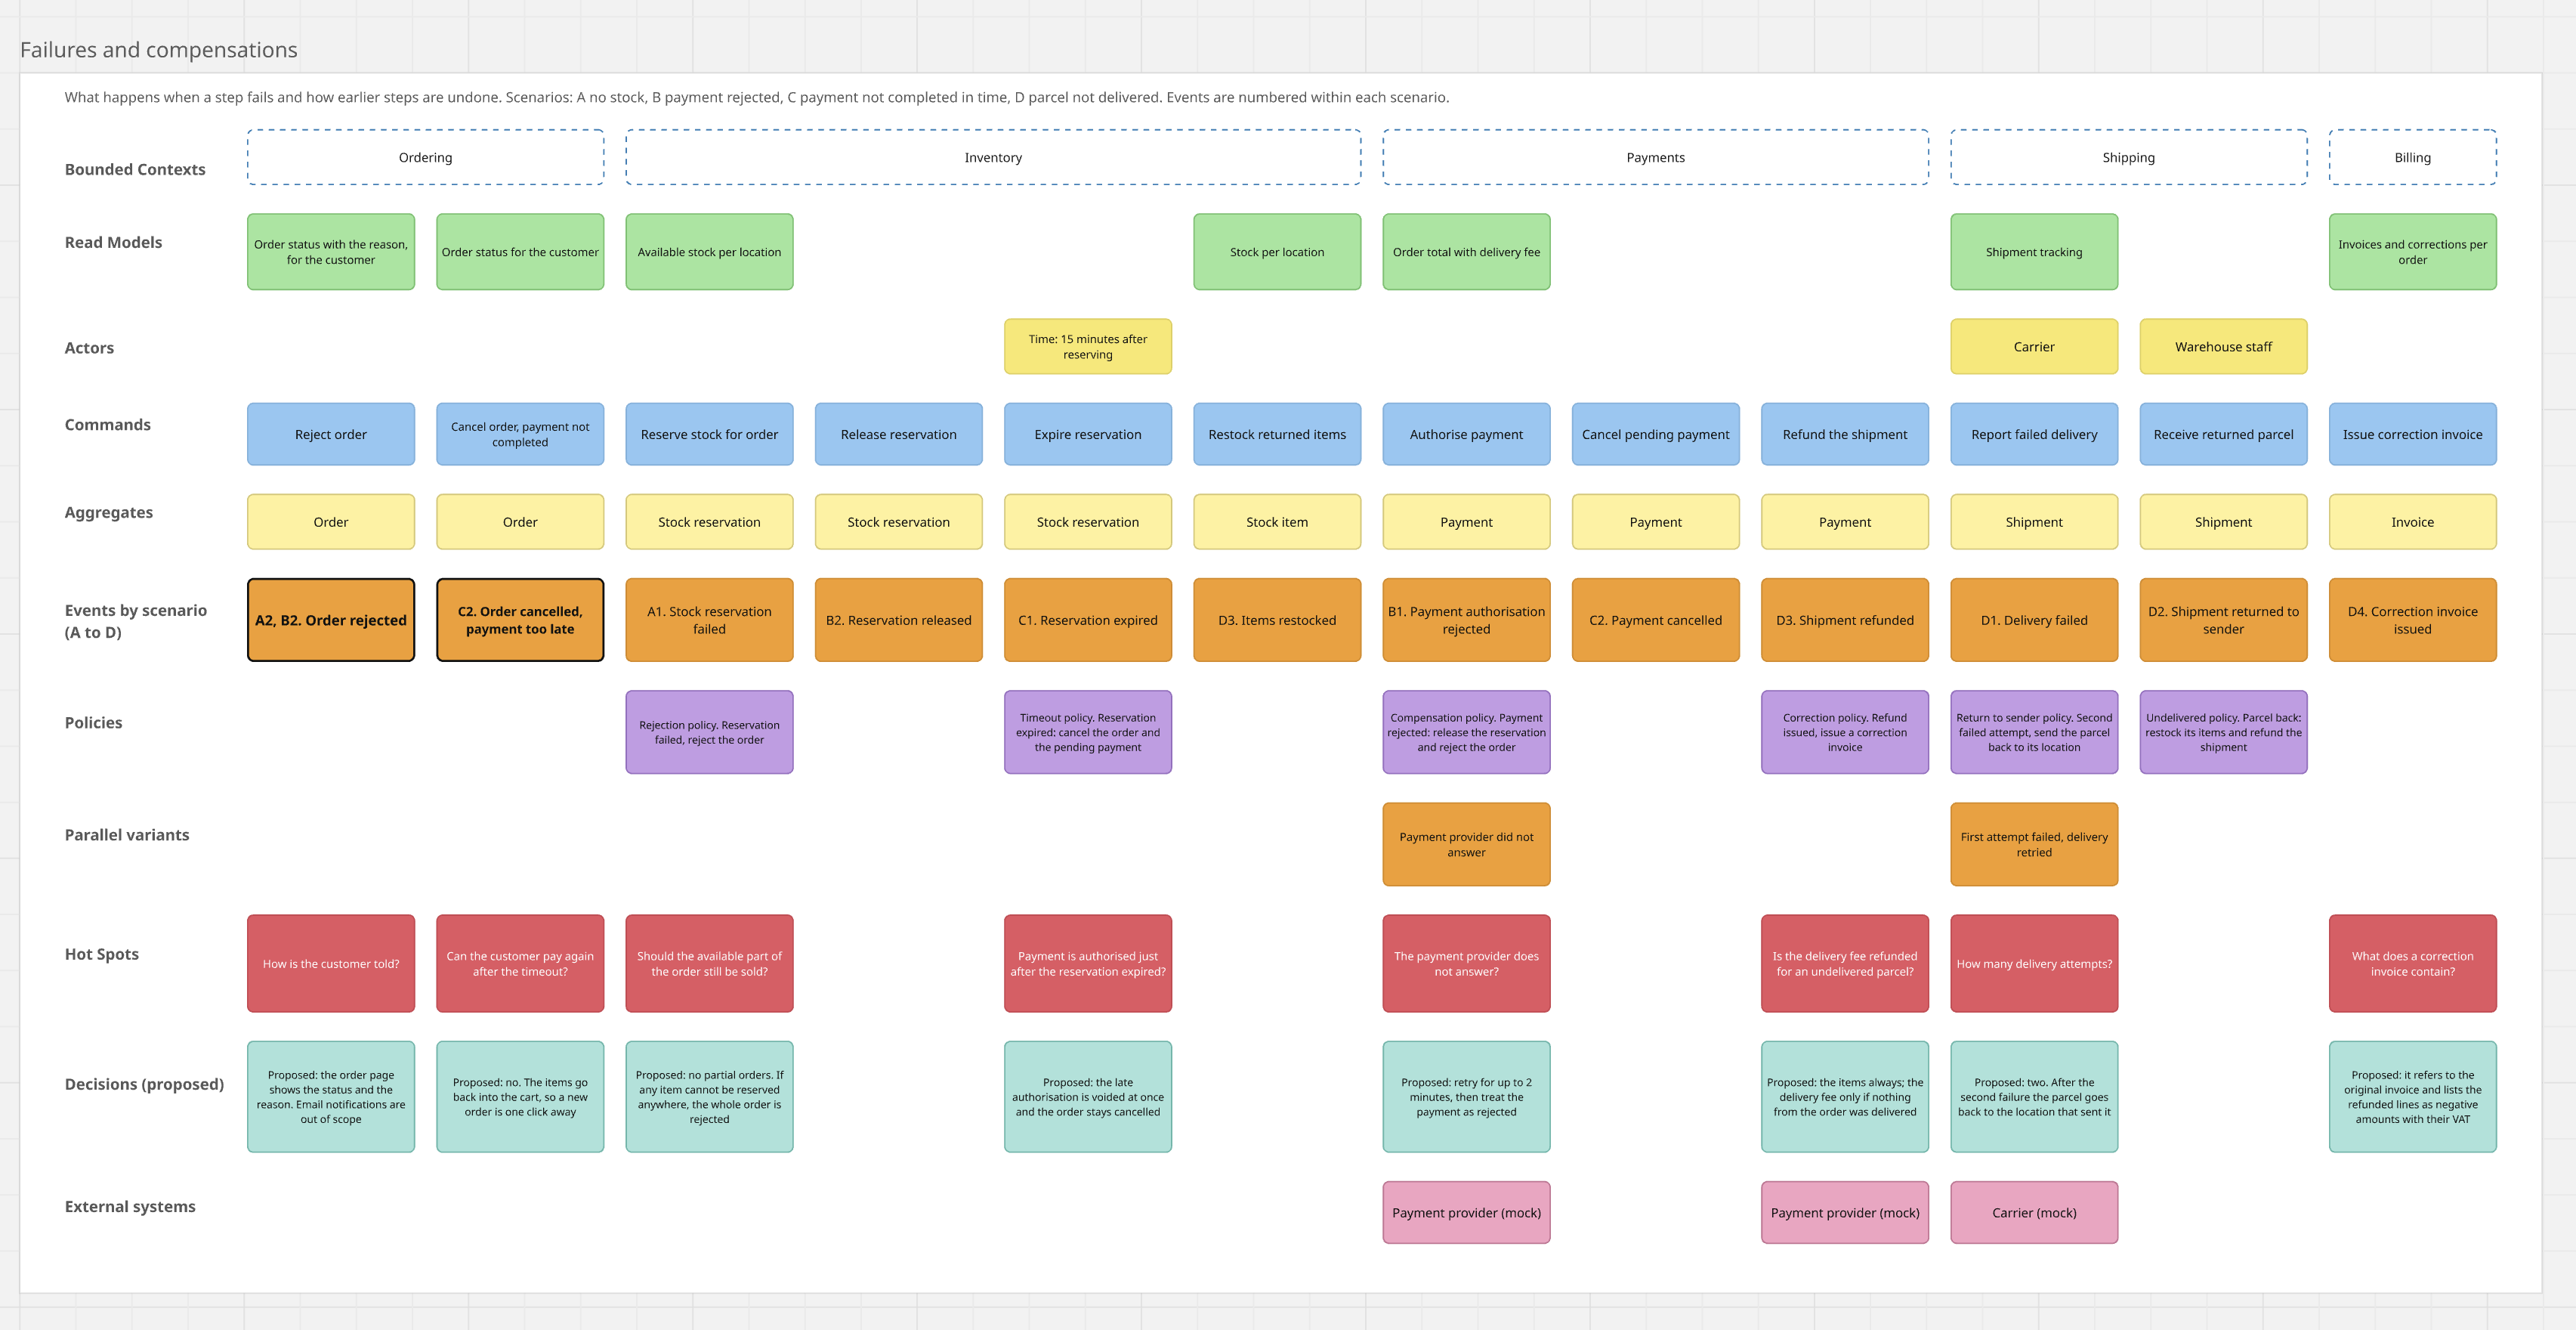 Failures and compensations
What happens when a step fails and how earlier steps are undone. Scenarios: A no stock, B payment rejected, C payment not completed in time, D parcel not delivered. Events are numbered within each scenario.
Bounded Contexts
Ordering
Inventory
Payments
Shipping
Billing
Read Models
Order status with the reason,
for the customer
Order status for the customer
Available stock per location
Stock per location
Order total with delivery fee
Shipment tracking
Invoices and corrections per
order
Actors
Time: 15 minutes after
reserving
Carrier
Warehouse staff
Commands
Reject order
Cancel order, payment not
completed
Reserve stock for order
Release reservation
Expire reservation
Restock returned items
Authorise payment
Cancel pending payment
Refund the shipment
Report failed delivery
Receive returned parcel
Issue correction invoice
Aggregates
Order
Order
Stock reservation
Stock reservation
Stock reservation
Stock item
Payment
Payment
Payment
Shipment
Shipment
Invoice
Events by scenario
(A to D)
A2, B2. Order rejected
C2. Order cancelled,
payment too late
A1. Stock reservation
failed
B2. Reservation released
C1. Reservation expired
D3. Items restocked
B1. Payment authorisation
rejected
C2. Payment cancelled
D3. Shipment refunded
D1. Delivery failed
D2. Shipment returned to
sender
D4. Correction invoice
issued
Policies
Rejection policy. Reservation
failed, reject the order
Timeout policy. Reservation
expired: cancel the order and
the pending payment
Compensation policy. Payment
rejected: release the reservation
and reject the order
Correction policy. Refund
issued, issue a correction
invoice
Return to sender policy. Second
failed attempt, send the parcel
back to its location
Undelivered policy. Parcel back:
restock its items and refund the
shipment
Parallel variants
Payment provider did not
answer
First attempt failed, delivery
retried
Hot Spots
How is the customer told?
Can the customer pay again
after the timeout?
Should the available part of
the order still be sold?
Payment is authorised just
after the reservation expired?
The payment provider does
not answer?
Is the delivery fee refunded
for an undelivered parcel?
How many delivery attempts?
What does a correction
invoice contain?
Decisions (proposed)
Proposed: the order page
shows the status and the
reason. Email notifications are
out of scope
Proposed: no. The items go
back into the cart, so a new
order is one click away
Proposed: no partial orders. If
any item cannot be reserved
anywhere, the whole order is
rejected
Proposed: the late
authorisation is voided at once
and the order stays cancelled
Proposed: retry for up to 2
minutes, then treat the
payment as rejected
Proposed: the items always; the
delivery fee only if nothing
from the order was delivered
Proposed: two. After the
second failure the parcel goes
back to the location that sent it
Proposed: it refers to the
original invoice and lists the
refunded lines as negative
amounts with their VAT
External systems
Payment provider (mock)
Payment provider (mock)
Carrier (mock)